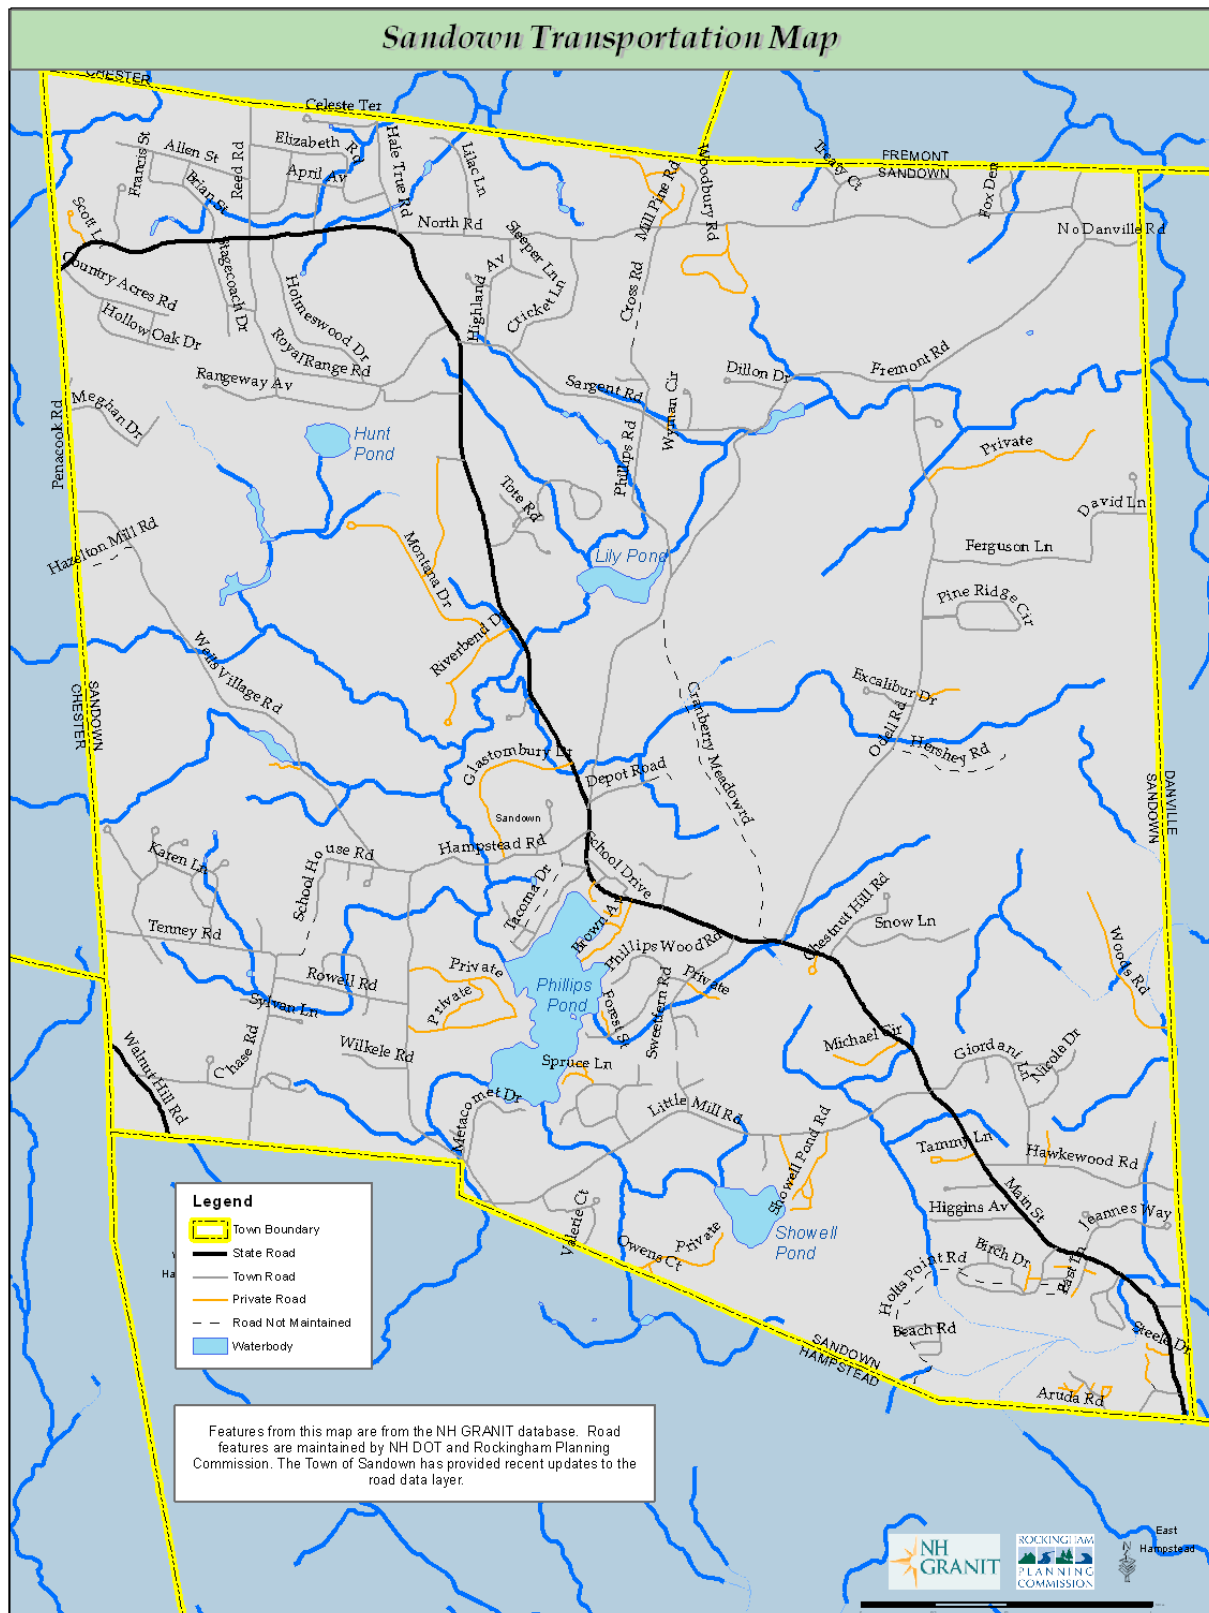 Sandown Transportation Map
CHESTER
Celeste Ter
FREMONT
SANDOWN
Francis St
Allen St
Brian St
Reed Rd
Elizabeth Rd
April Av
Hale True Rd
Lilac Ln
Mill Pine Rd
Woodbury Rd
Treaty Ct
Fox Den
Scott Ln
North Rd
Sleeper Ln
No Danville Rd
Country Acres Rd
Hollow Oak Dr
Stagecoach Dr
Holmeswood Dr
Royal Range Rd
Highland Av
Cricket Ln
Cross Rd
Rangeway Av
Sargent Rd
Wyman Cir
Dillon Dr
Fremont Rd
Penacook Rd
Meghan Dr
Hunt
Pond
Phillips Rd
Private
Tote Rd
David Ln
Hazelton Mill Rd
Montana Dr
Lily Pond
Ferguson Ln
Pine Ridge Cir
Riverbend Dr
Wells Village Rd
SANDOWN
CHESTER
Cranberry Meadowrd
Excalibur Dr
Odell Rd
Hershey Rd
Glastombury Dr
Depot Road
DANVILLE
SANDOWN
Sandown
Hampstead Rd
School Drive
Karen Ln
School House Rd
Tacoma Dr
Brown A
Chestnut Hill Rd
Snow Ln
Tenney Rd
Phillips Wood Rd
Rowell Rd
Private
Private
Phillips
Pond
Private
Woods Rd
Sylvan Ln
Forest St
Sweetfern Rd
Walnut Hill Rd
Chase Rd
Wilkele Rd
Spruce Ln
Michael Cir
Giordani Ln
Nicola Dr
Metacomet Dr
Little Mill Rd
Showell Pond Rd
Tammy Ln
Hawkewood Rd
Main St
Higgins Av
Jeannes Way
Valerie Ct
Owens Ct
Private
Showell
Pond
Holts Point Rd
Birch Dr
East Ln
Beach Rd
Steele Dr
SANDOWN
HAMPSTEAD
Aruda Rd
Legend
Town Boundary
State Road
Town Road
Private Road
Road Not Maintained
Waterbody
Ha
Features from this map are from the NH GRANIT database. Road
features are maintained by NH DOT and Rockingham Planning
Commission. The Town of Sandown has provided recent updates to the
road data layer.
NH
GRANIT
ROCKINGHAM
PLANNING
COMMISSION
East
Hampstead